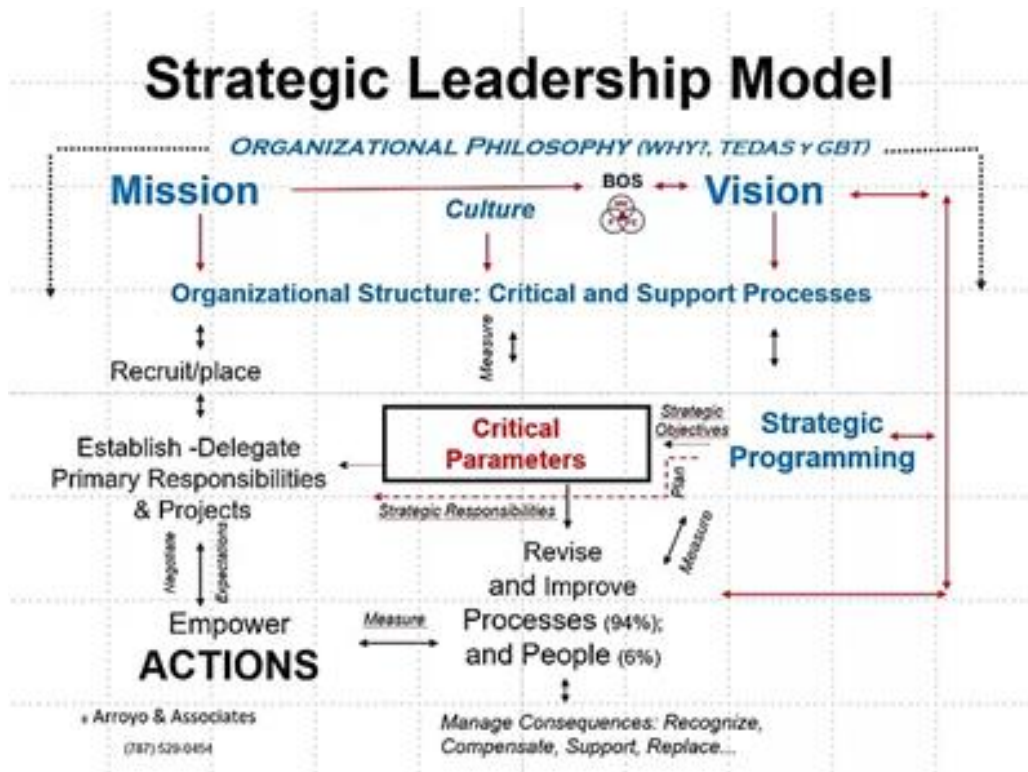 Strategic Leadership Model
ORGANIZATIONAL PHILOSOPHY (WHY?, TEDAS Y GBT)
Mission
BOS
Vision
Culture
Organizational Structure: Critical and Support Processes
Measure
Recruit/place
Critical
Parameters
Strategic
Objectives
Strategic
Programming
Establish -Delegate
Primary Responsibilities
& Projects
Plan
Strategic Responsibilities
Measure
Negotiate
Expectations
Revise
and Improve
Processes (94%);
and People (6%)
Empower
ACTIONS
Measure
Arroyo & Associates
(787) 529-0454
Manage Consequences: Recognize,
Compensate, Support, Replace...